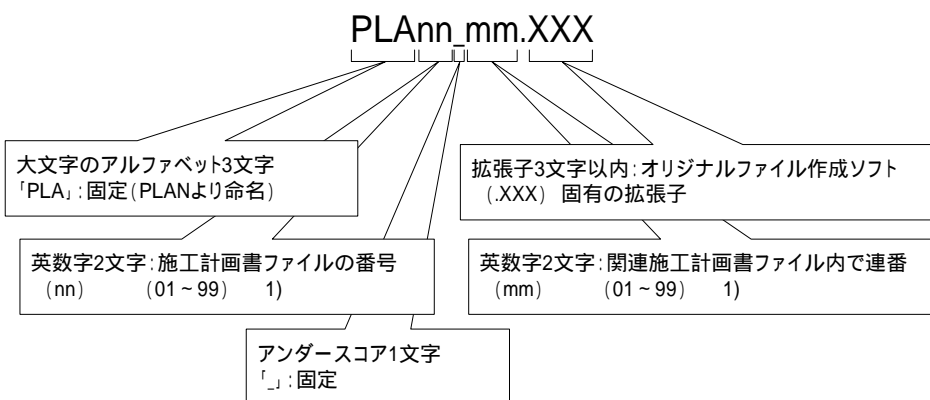 PLAnn_mm.XXX
大文字のアルファベット3文字
「PLA」:固定(PLANより命名)
拡張子3文字以内:オリジナルファイル作成ソフト
(.XXX) 固有の拡張子
英数字2文字:施工計画書ファイルの番号
(nn) (01~99) 1)
英数字2文字:関連施工計画書ファイル内で連番
(mm) (01~99) 1)
アンダースコア1文字
「_」:固定